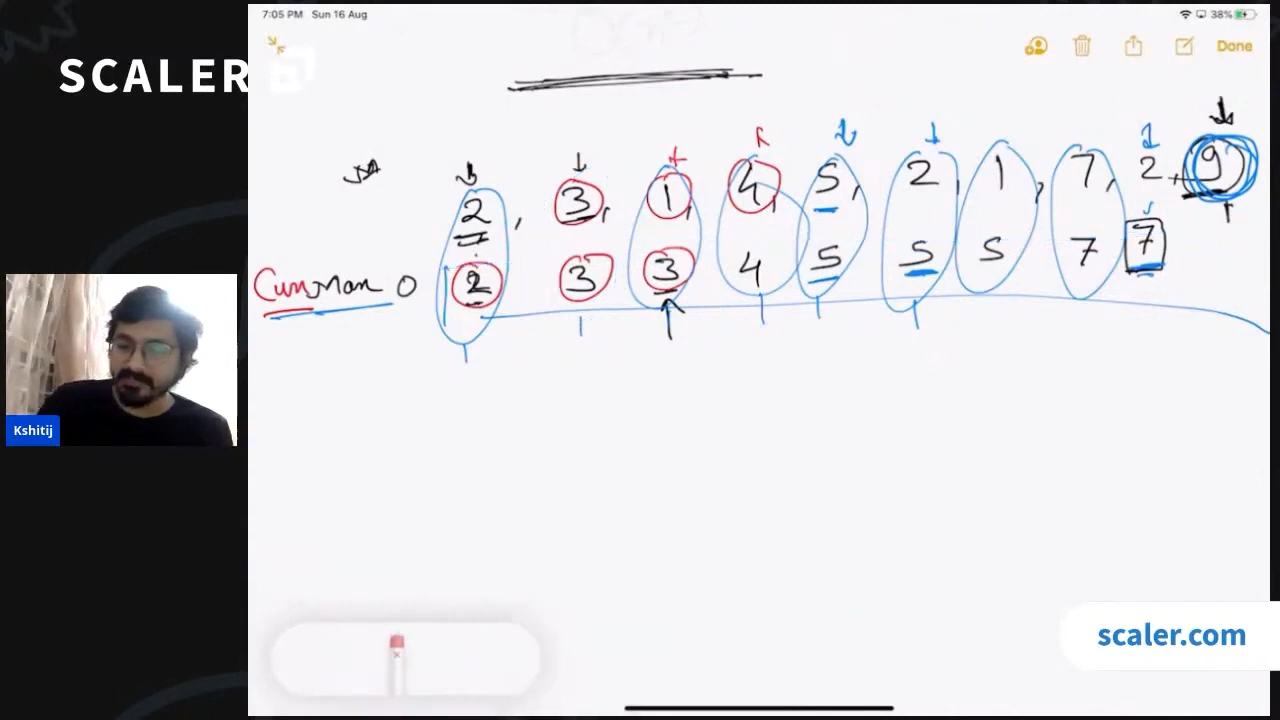 7:05 PM Sun 16 Aug
38%
Done
SCALER
2, 3, 1, 4, 5, 2, 1, 7, 2, 9
CurrMax 0 2 3 3 4 5 5 5 7 7
Kshitij
scaler.com